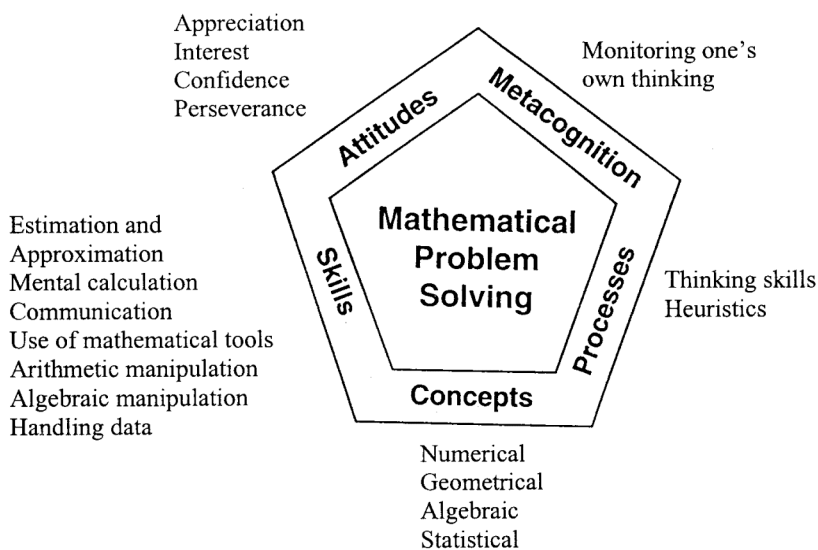 Appreciation
Interest
Confidence
Perseverance
Monitoring one's
own thinking
Attitudes
Metacognition
Mathematical
Problem
Solving
Skills
Processes
Concepts
Estimation and
Approximation
Mental calculation
Communication
Use of mathematical tools
Arithmetic manipulation
Algebraic manipulation
Handling data
Thinking skills
Heuristics
Numerical
Geometrical
Algebraic
Statistical